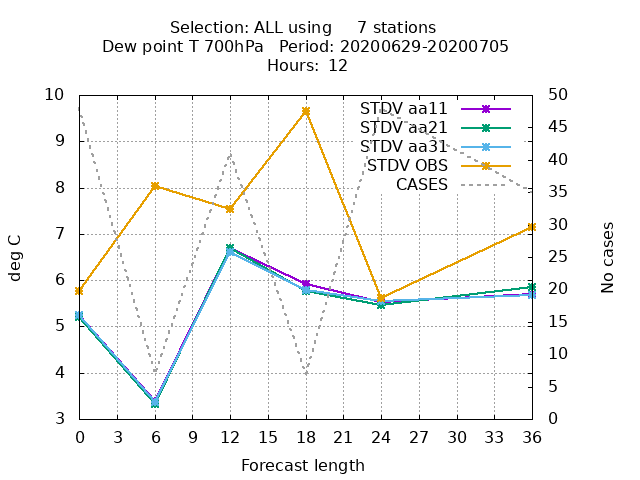 Selection: ALL using     7 stations
Dew point T 700hPa   Period: 20200629-20200705
Hours:  12
10
9
8
7
6
5
4
3
50
45
40
35
30
25
20
15
10
5
0
STDV aa11
STDV aa21
STDV aa31
STDV OBS
CASES
deg C
No cases
0 3 6 9 12 15 18 21 24 27 30 33 36
Forecast length